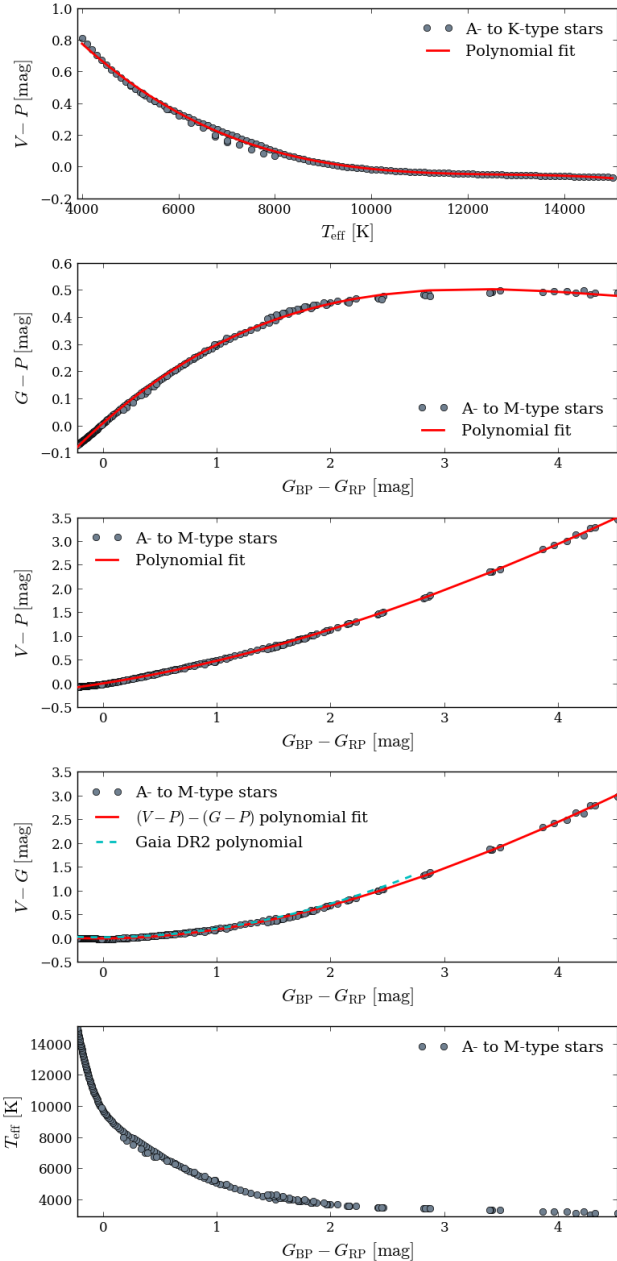 1.0
0.8
0.6
0.4
0.2
0.0
−0.2
V − P [mag]
A- to K-type stars
Polynomial fit
4000 6000 8000 10000 12000 14000
T_eff [K]
0.6
0.5
0.4
0.3
0.2
0.1
0.0
−0.1
G − P [mag]
A- to M-type stars
Polynomial fit
0 1 2 3 4
G_BP − G_RP [mag]
3.5
3.0
2.5
2.0
1.5
1.0
0.5
0.0
−0.5
V − P [mag]
A- to M-type stars
Polynomial fit
0 1 2 3 4
G_BP − G_RP [mag]
3.5
3.0
2.5
2.0
1.5
1.0
0.5
0.0
−0.5
V − G [mag]
A- to M-type stars
(V − P) − (G − P) polynomial fit
Gaia DR2 polynomial
0 1 2 3 4
G_BP − G_RP [mag]
14000
12000
10000
8000
6000
4000
T_eff [K]
A- to M-type stars
0 1 2 3 4
G_BP − G_RP [mag]